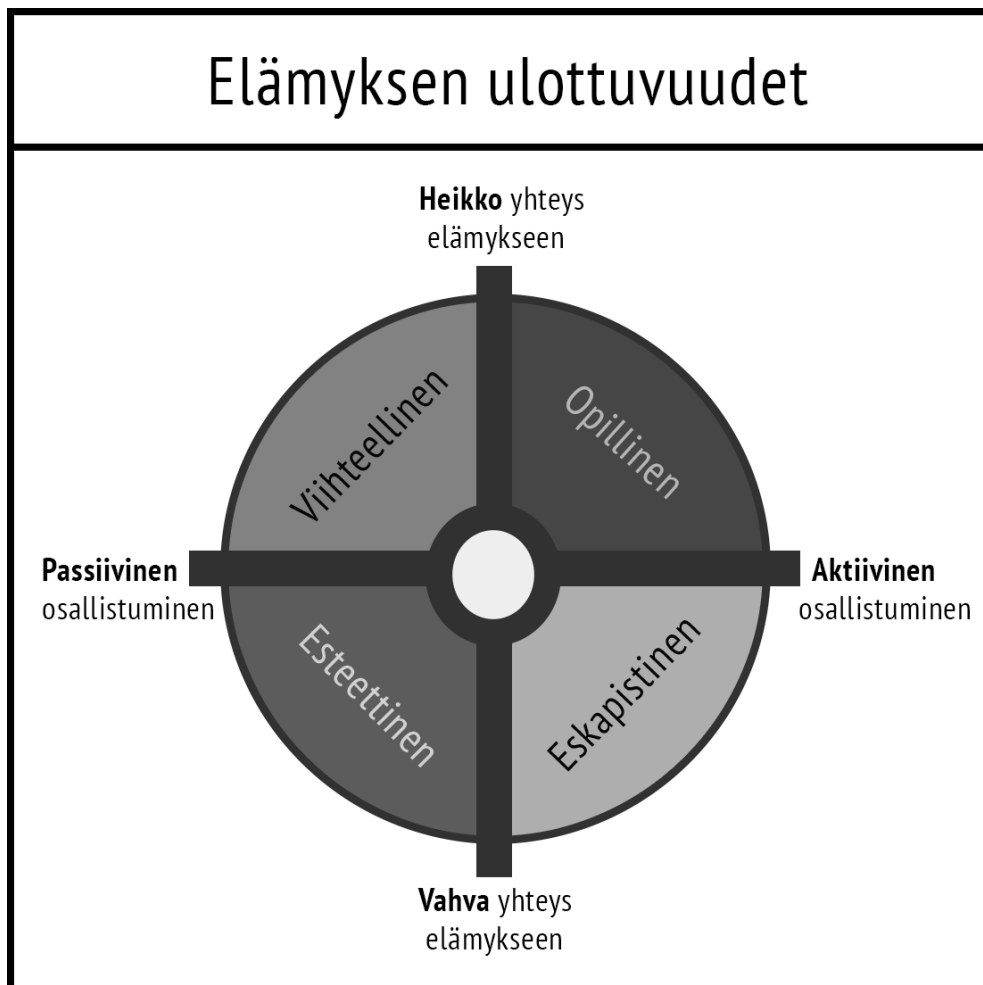 Elämyksen ulottuvuudet
Heikko yhteys
elämykseen
Viihteellinen
Opillinen
Passiivinen
osallistuminen
Aktiivinen
osallistuminen
Esteettinen
Eskapistinen
Vahva yhteys
elämykseen